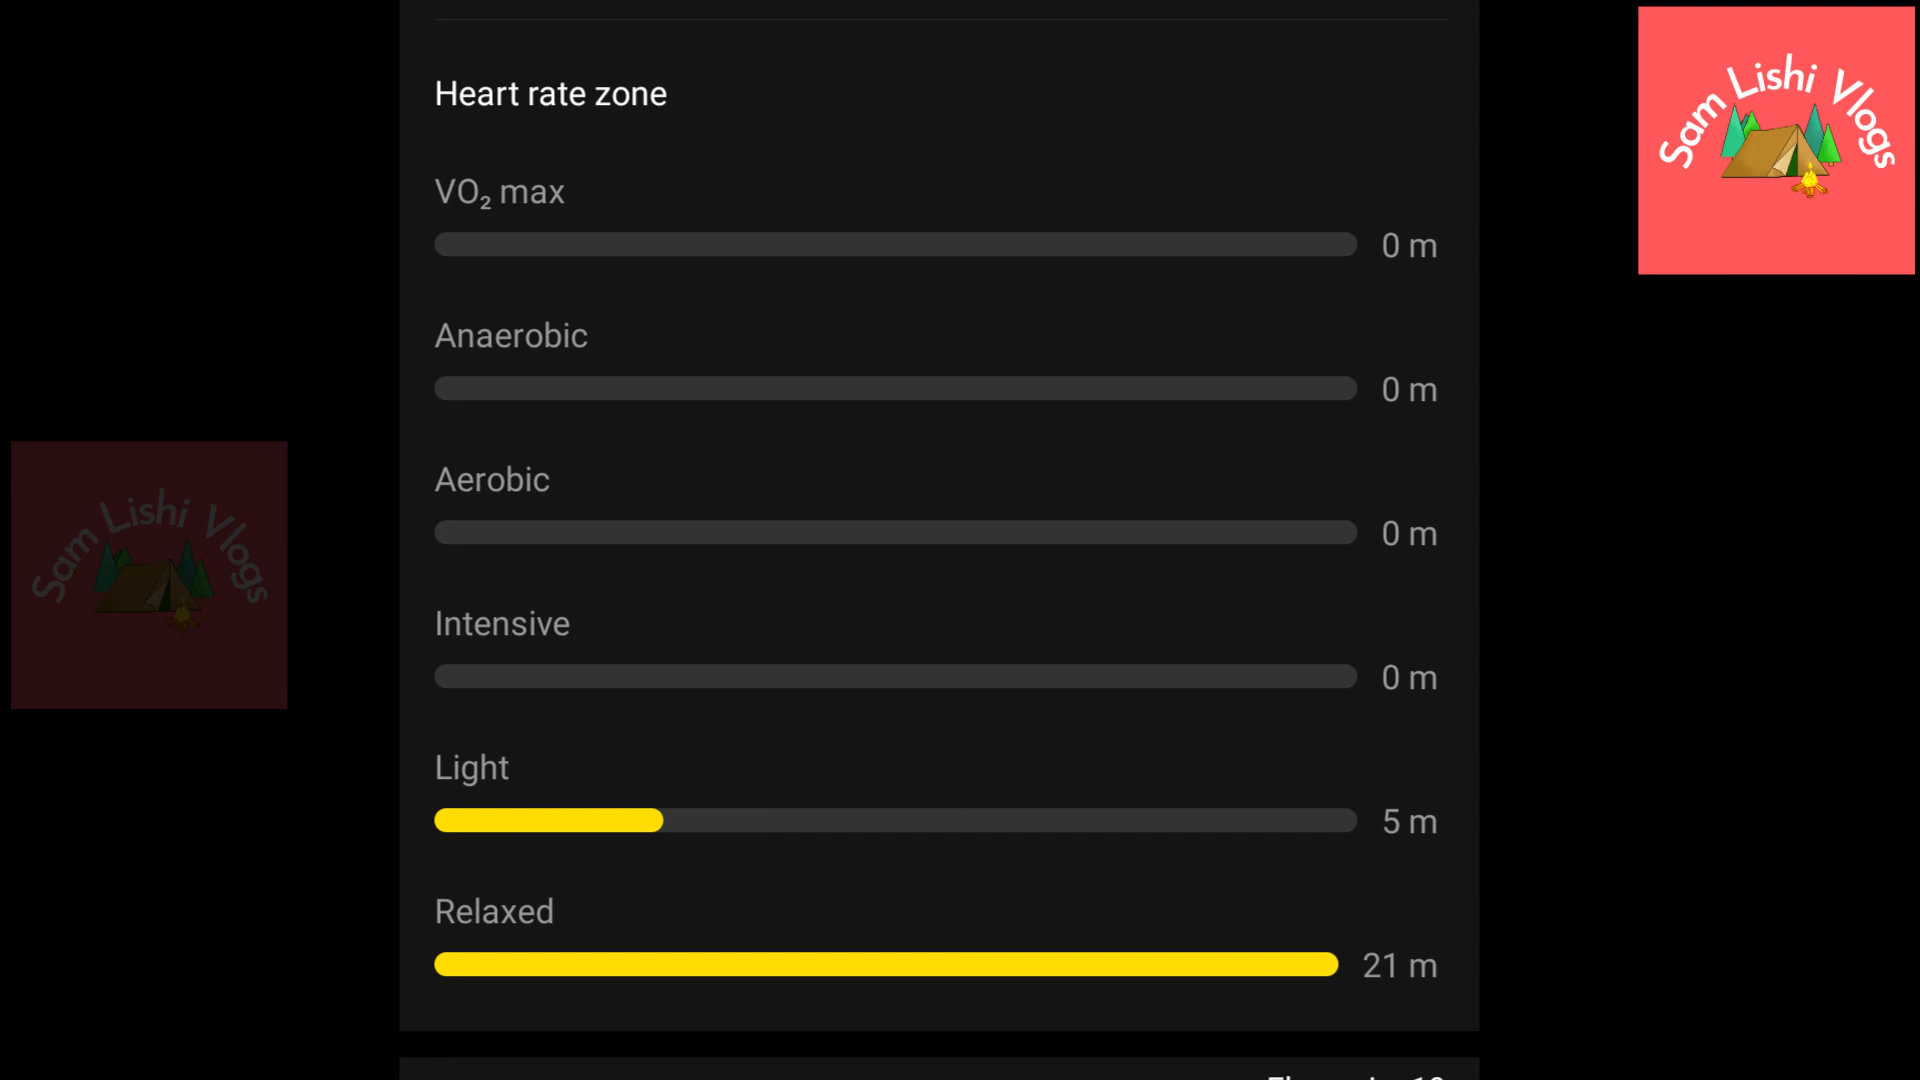 Heart rate zone
VO₂ max
0 m
Anaerobic
0 m
Aerobic
0 m
Intensive
0 m
Light
5 m
Relaxed
21 m
Sam Lishi Vlogs
Sam Lishi Vlogs